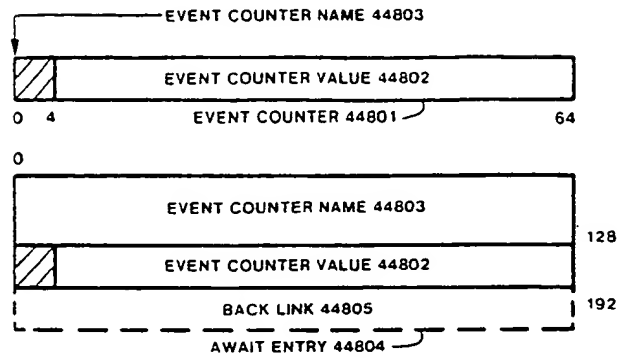 EVENT COUNTER NAME 44803
EVENT COUNTER VALUE 44802
0 4 EVENT COUNTER 44801 64
0
EVENT COUNTER NAME 44803
128
EVENT COUNTER VALUE 44802
BACK LINK 44805 192
AWAIT ENTRY 44804